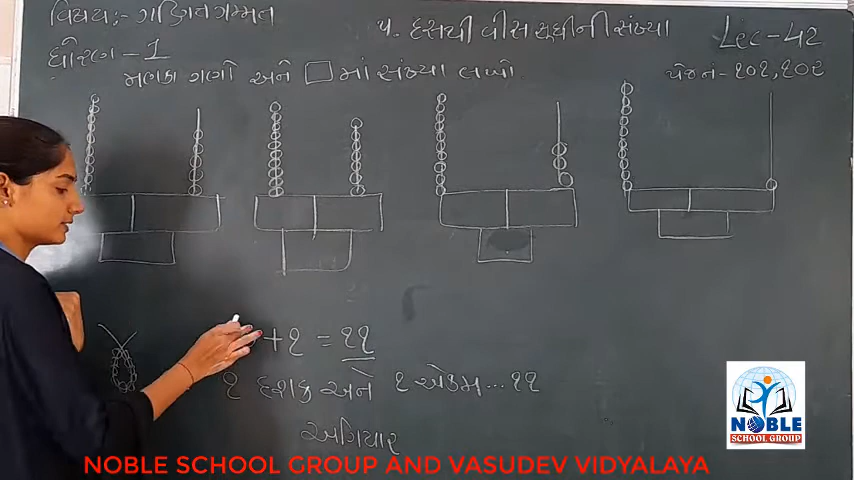 વિષય:- ગણિતગમ્મત
૫. દસથી વીસ સુધીની સંખ્યા
Lec-42
ધોરણ-1
મણકા ગણો અને □ માં સંખ્યા લખો.
પેજનં-૧૦૧,૧૦૨
+૧ = ૧૧
૧ દશક અને ૧ એકમ...૧૧
અગિયાર
NOBLE
SCHOOL GROUP
NOBLE SCHOOL GROUP AND VASUDEV VIDYALAYA